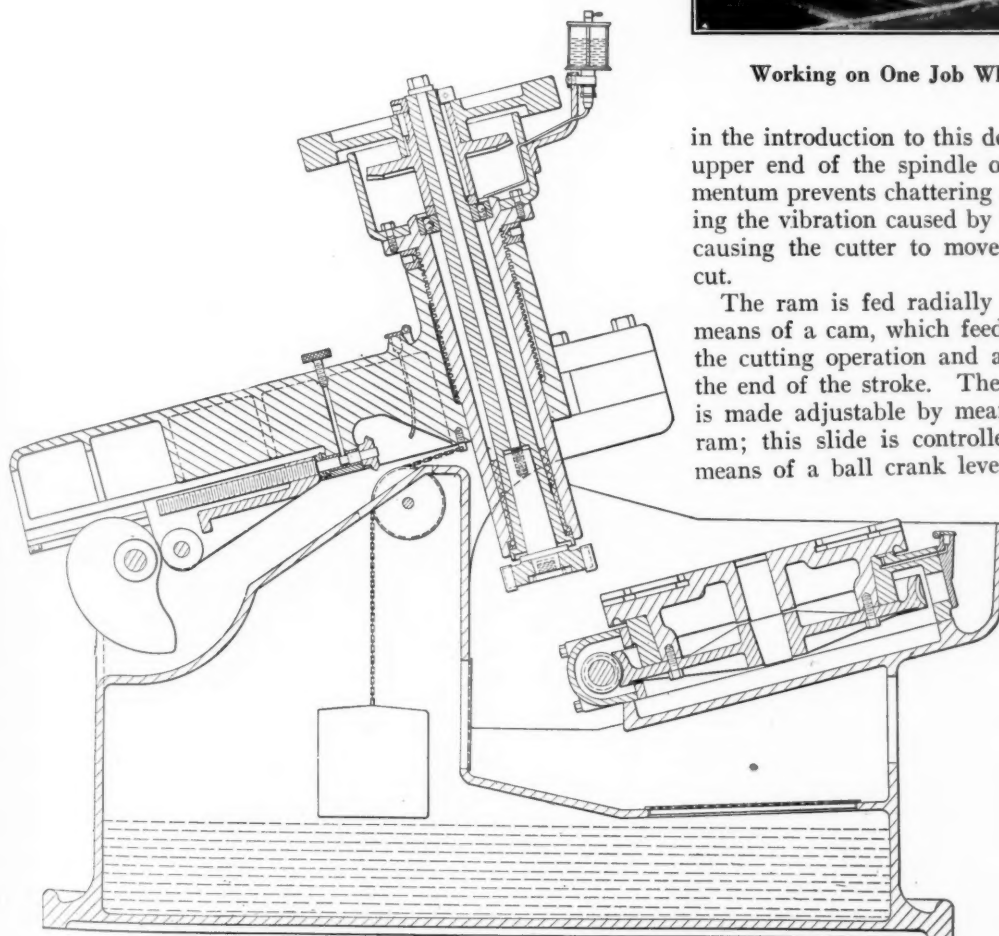 Working on One Job Wh
in the introduction to this de
upper end of the spindle o
mentum prevents chattering
ing the vibration caused by
causing the cutter to move
cut.
The ram is fed radially
means of a cam, which feed
the cutting operation and a
the end of the stroke. The
is made adjustable by mea
ram; this slide is controlle
means of a ball crank leve